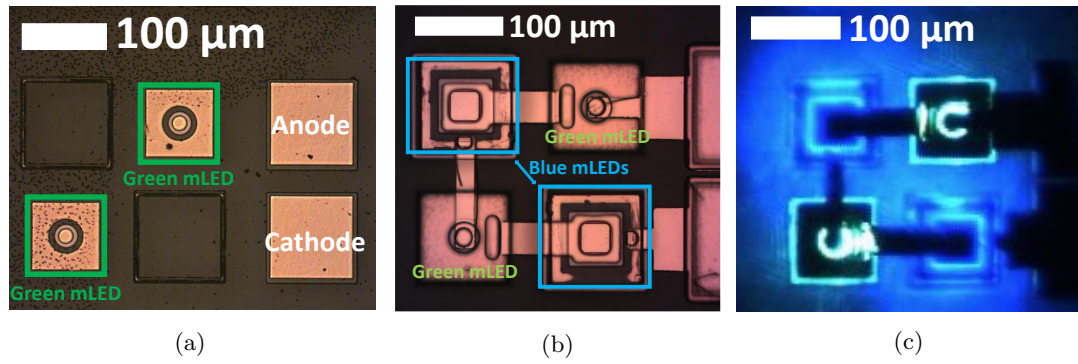 100 µm
Green mLED
Anode
Green mLED
Cathode
(a)
100 µm
Green mLED
Blue mLEDs
Green mLED
(b)
100 µm
(c)